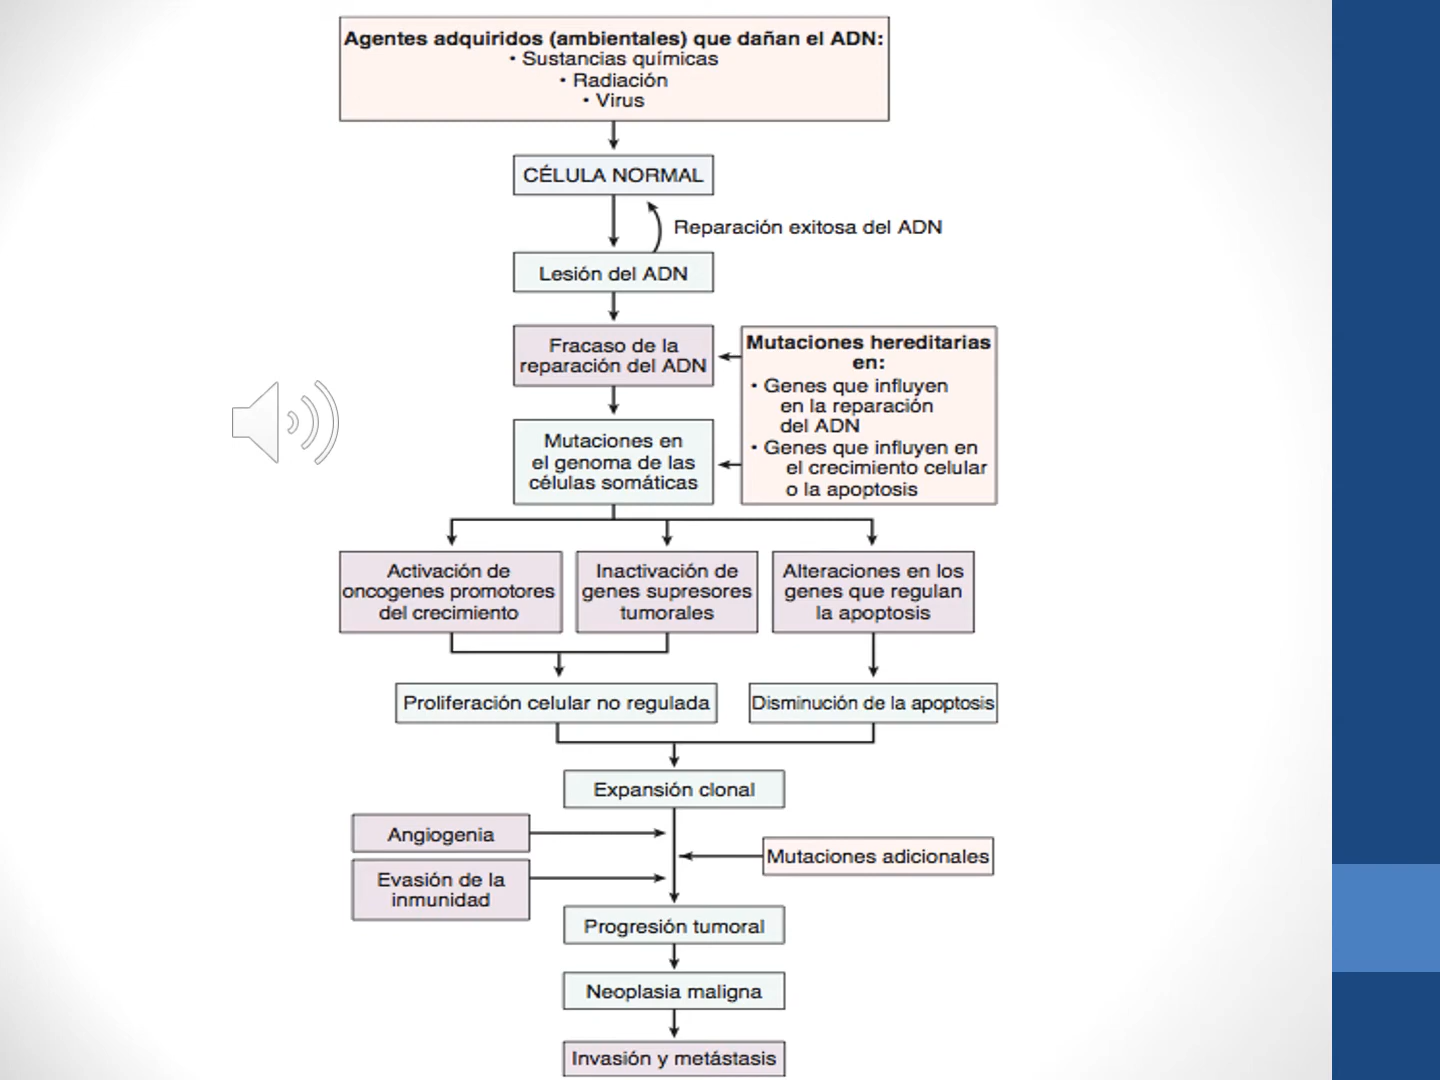 Agentes adquiridos (ambientales) que dañan el ADN:
• Sustancias químicas
• Radiación
• Virus
CÉLULA NORMAL
Reparación exitosa del ADN
Lesión del ADN
Fracaso de la
reparación del ADN
Mutaciones hereditarias
en:
• Genes que influyen
en la reparación
del ADN
• Genes que influyen en
el crecimiento celular
o la apoptosis
Mutaciones en
el genoma de las
células somáticas
Activación de
oncogenes promotores
del crecimiento
Inactivación de
genes supresores
tumorales
Alteraciones en los
genes que regulan
la apoptosis
Proliferación celular no regulada
Disminución de la apoptosis
Expansión clonal
Angiogenia
Mutaciones adicionales
Evasión de la
inmunidad
Progresión tumoral
Neoplasia maligna
Invasión y metástasis